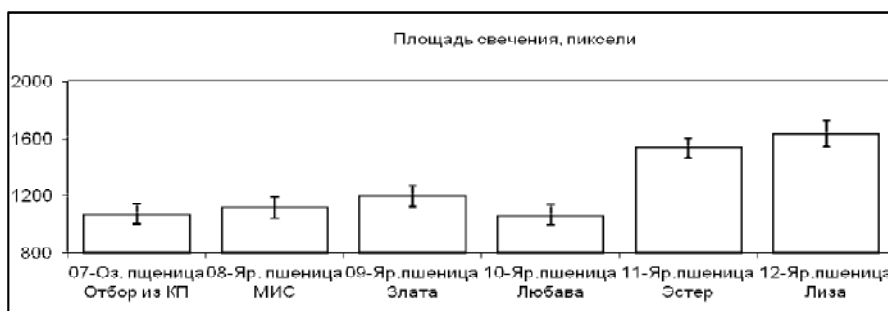 Площадь свечения, пиксели
2000
1600
1200
800
07-Оз. пщеница 08-Яр. пшеница 09-Яр.пшеница 10-Яр.пшеница 11-Яр.пшеница 12-Яр.пшеница
Отбор из КП МИС Злата Любава Эстер Лиза